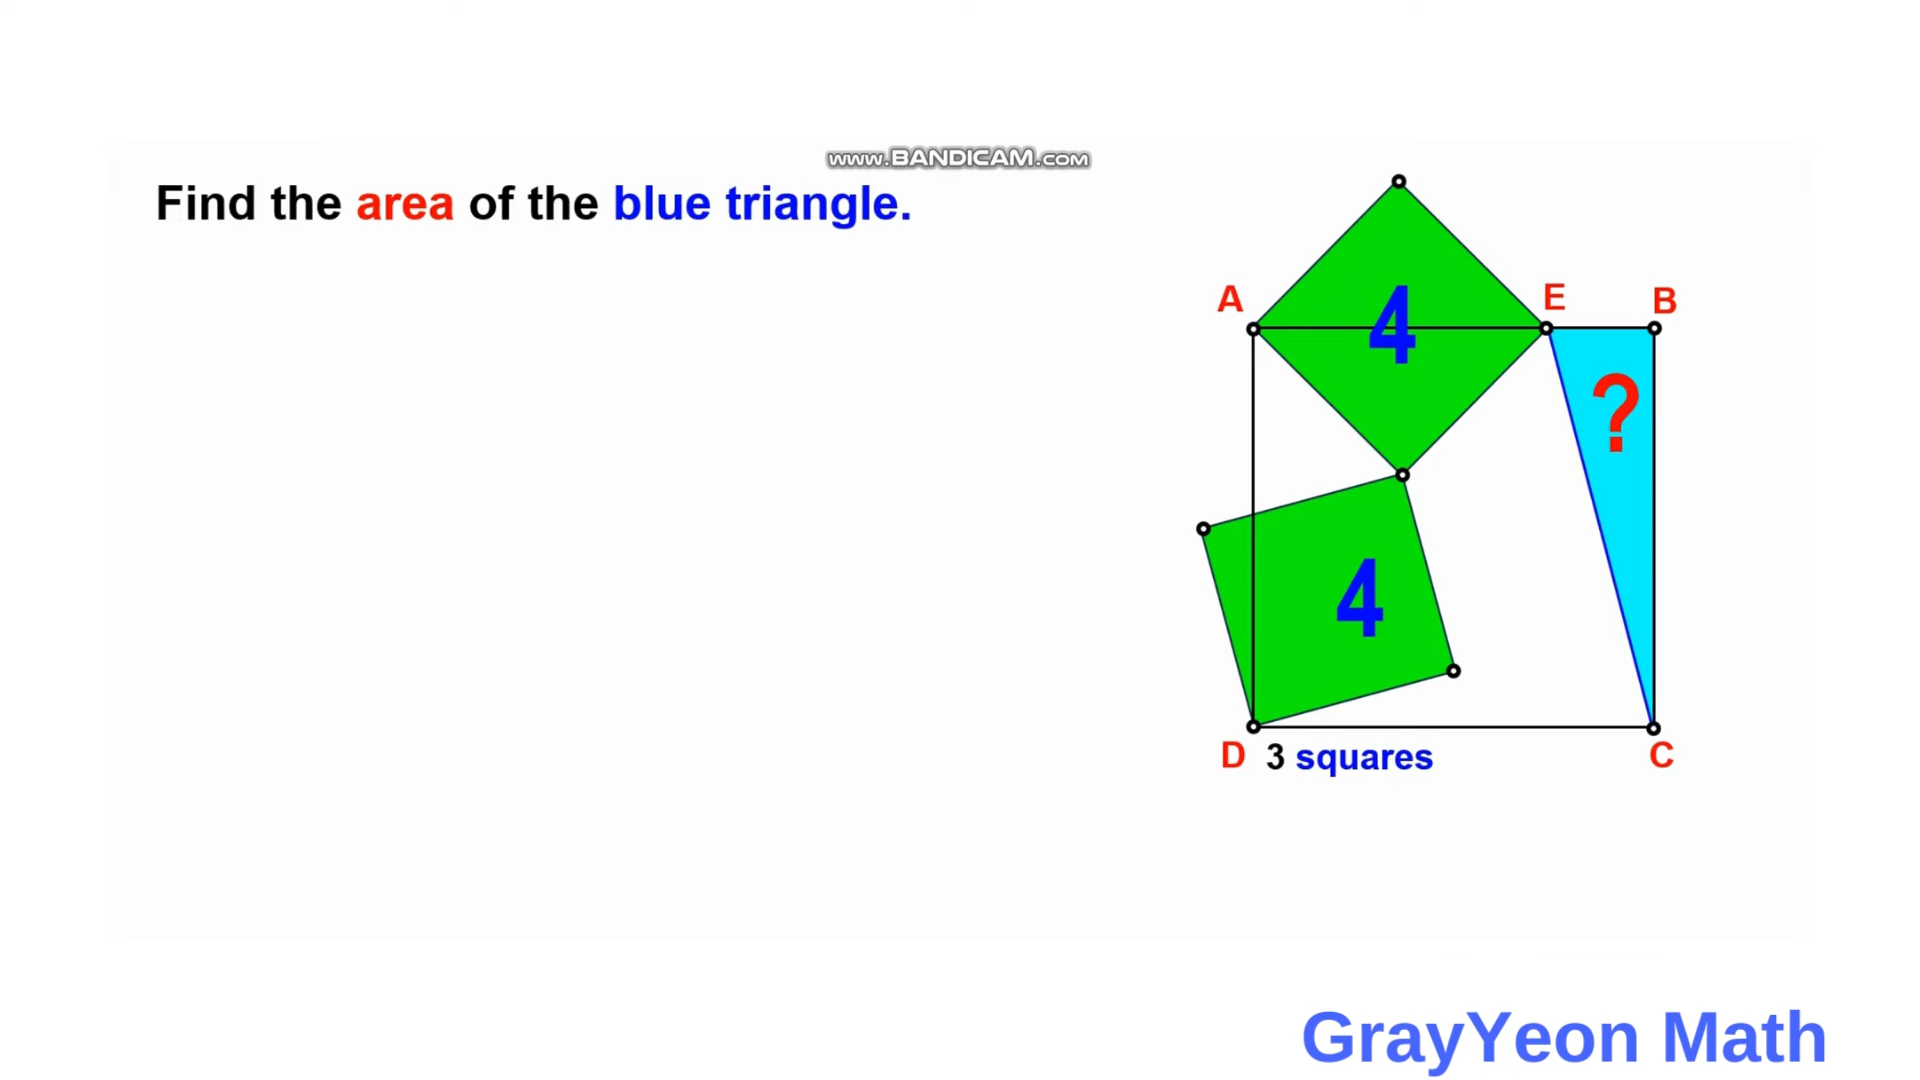 www.BANDICAM.com
Find the area of the blue triangle.
A
E
B
4
?
4
D
3 squares
C
GrayYeon Math